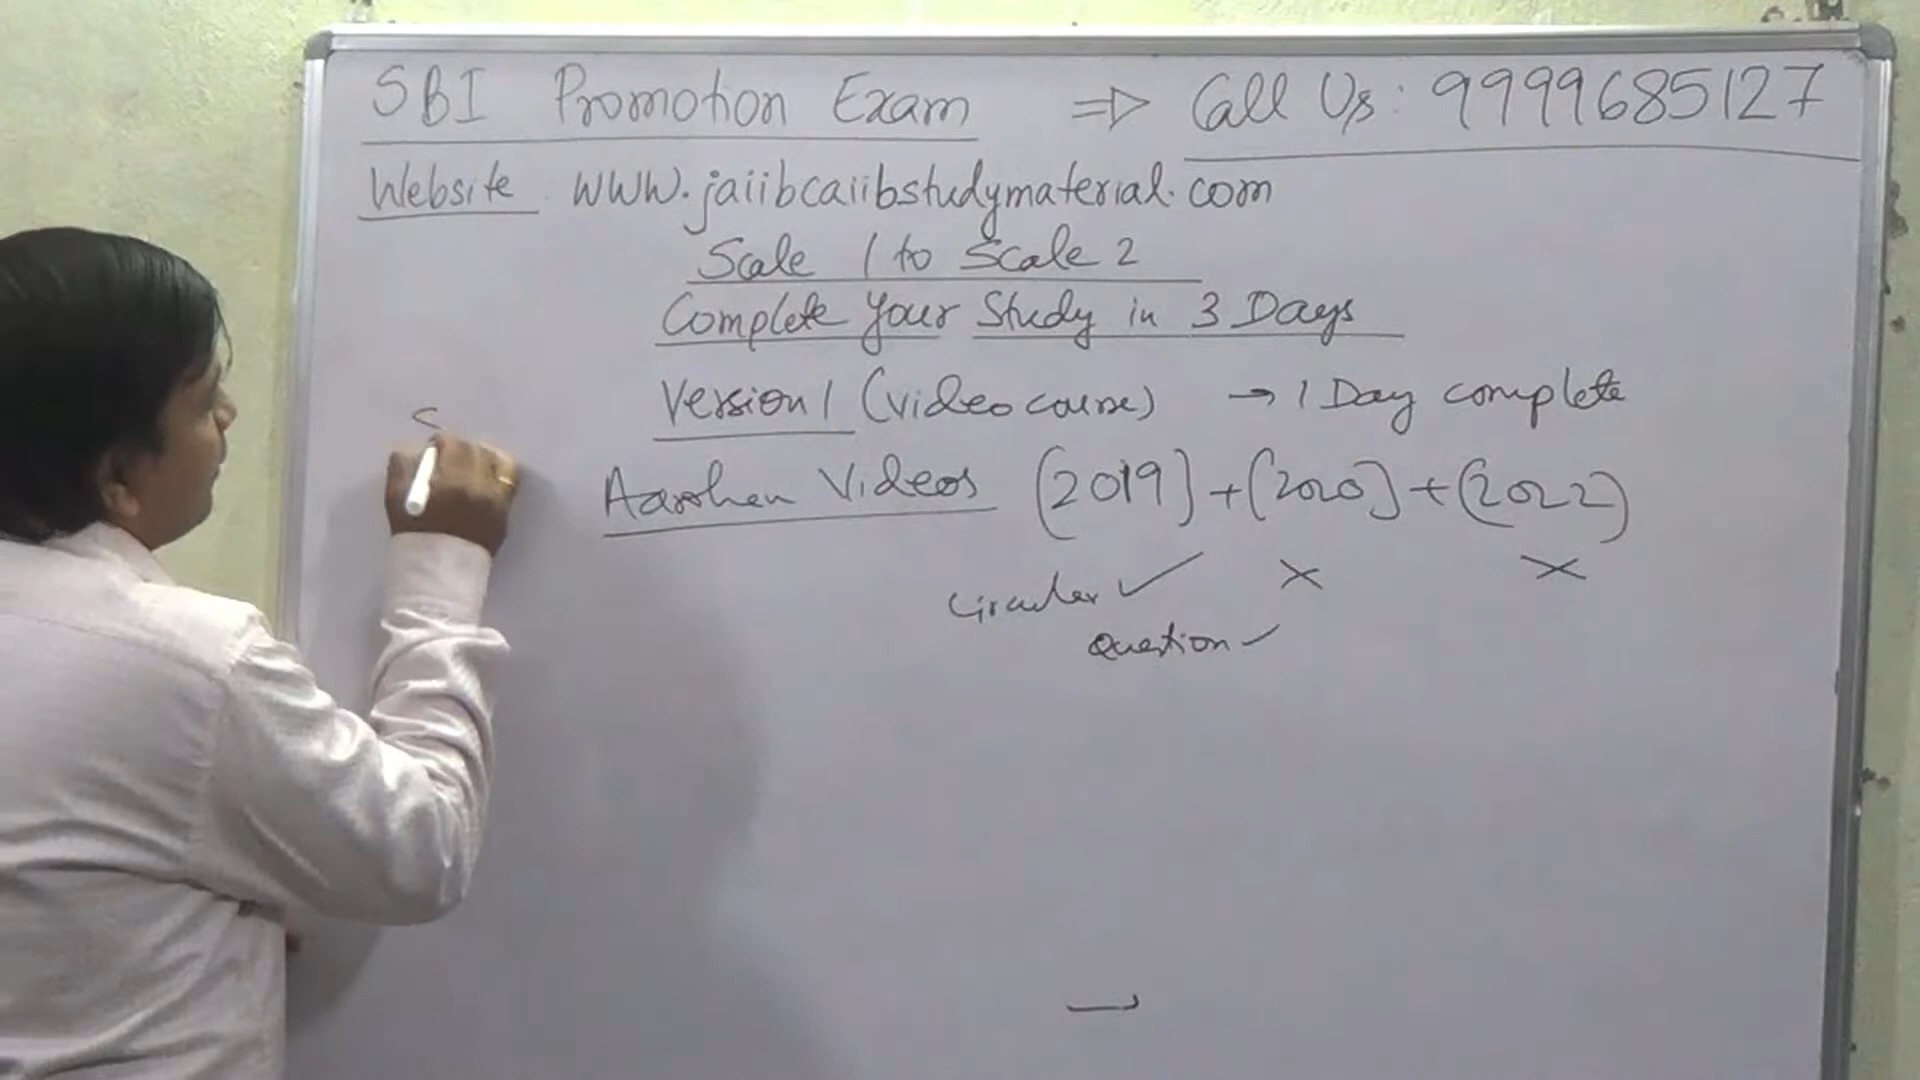 SBI Promotion Exam => Call Us: 9999685127
Website: www.jaiibcaiibstudymaterial.com
Scale 1 to Scale 2
Complete Your Study in 3 Days
Version 1 (video course) → 1 Day complete
Aarohan Videos (2019) + (2020) + (2022)
Circular ✓ × ×
Question ✓
S